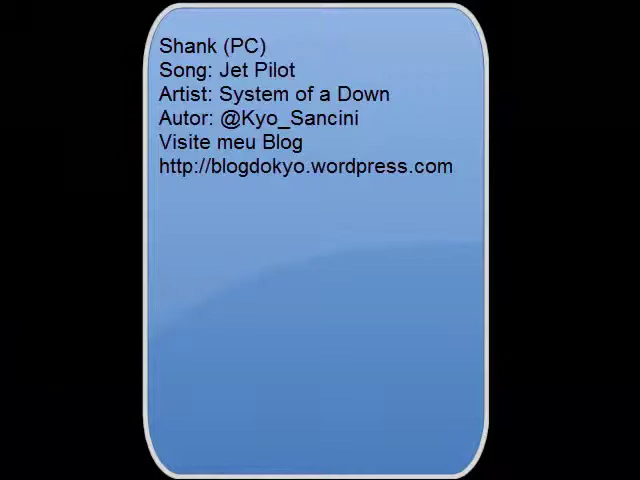 Shank (PC)
Song: Jet Pilot
Artist: System of a Down
Autor: @Kyo_Sancini
Visite meu Blog
http://blogdokyo.wordpress.com